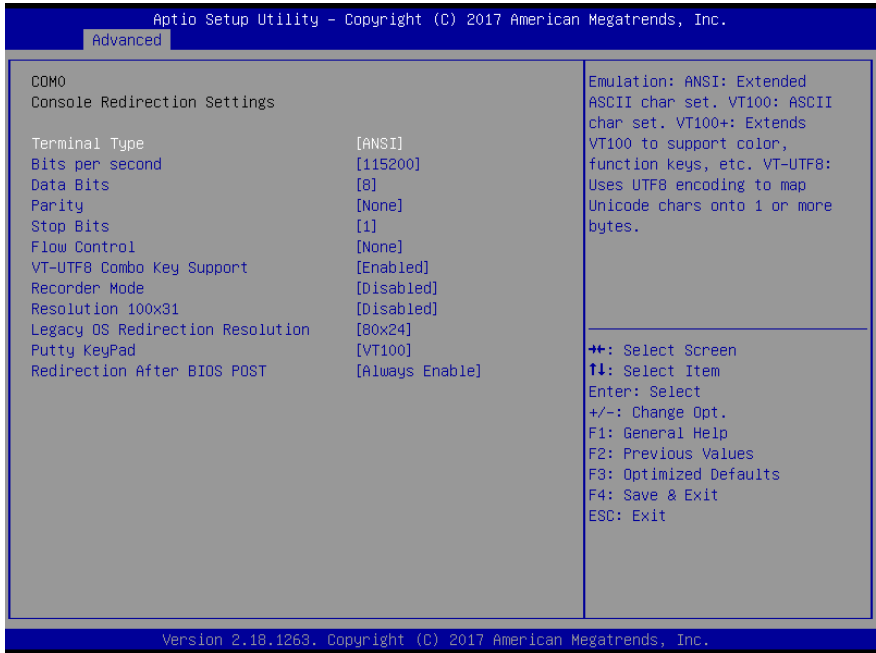 Aptio Setup Utility – Copyright (C) 2017 American Megatrends, Inc.
Advanced
COM0
Console Redirection Settings
Terminal Type [ANSI]
Bits per second [115200]
Data Bits [8]
Parity [None]
Stop Bits [1]
Flow Control [None]
VT-UTF8 Combo Key Support [Enabled]
Recorder Mode [Disabled]
Resolution 100x31 [Disabled]
Legacy OS Redirection Resolution [80x24]
Putty KeyPad [VT100]
Redirection After BIOS POST [Always Enable]
Emulation: ANSI: Extended
ASCII char set. VT100: ASCII
char set. VT100+: Extends
VT100 to support color,
function keys, etc. VT-UTF8:
Uses UTF8 encoding to map
Unicode chars onto 1 or more
bytes.
→←: Select Screen
↑↓: Select Item
Enter: Select
+/-: Change Opt.
F1: General Help
F2: Previous Values
F3: Optimized Defaults
F4: Save & Exit
ESC: Exit
Version 2.18.1263. Copyright (C) 2017 American Megatrends, Inc.